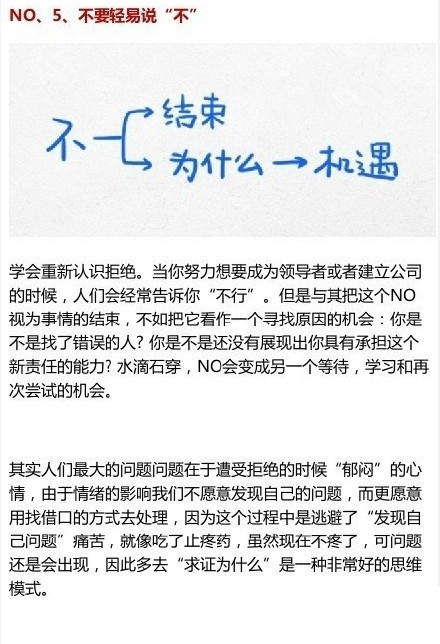 NO、5、不要轻易说“不”
不
结束
为什么→机遇
学会重新认识拒绝。当你努力想要成为领导者或者建立公司
的时候，人们会经常告诉你“不行”。但是与其把这个NO
视为事情的结束，不如把它看作一个寻找原因的机会：你是
不是找了错误的人？你是不是还没有展现出你具有承担这个
新责任的能力？水滴石穿，NO会变成另一个等待，学习和再
次尝试的机会。
其实人们最大的问题问题在于遭受拒绝的时候“郁闷”的心
情，由于情绪的影响我们不愿意发现自己的问题，而更愿意
用找借口的方式去处理，因为这个过程中是逃避了“发现自
己问题”痛苦，就像吃了止疼药，虽然现在不疼了，可问题
还是会出现，因此多去“求证为什么”是一种非常好的思维
模式。